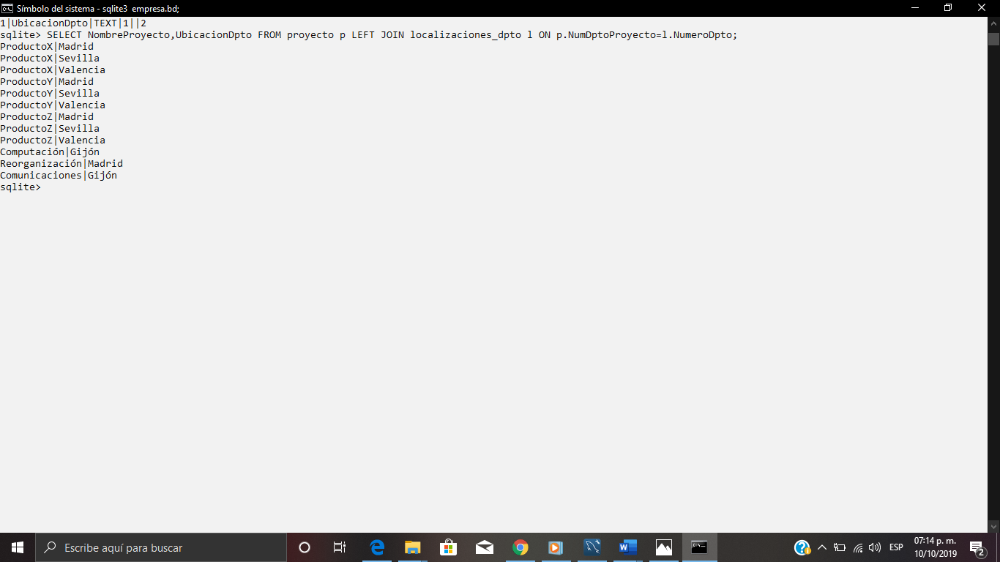 Símbolo del sistema - sqlite3  empresa.bd;
1|UbicacionDpto|TEXT|1||2
sqlite> SELECT NombreProyecto,UbicacionDpto FROM proyecto p LEFT JOIN localizaciones_dpto l ON p.NumDptoProyecto=l.NumeroDpto;
ProductoX|Madrid
ProductoX|Sevilla
ProductoX|Valencia
ProductoY|Madrid
ProductoY|Sevilla
ProductoY|Valencia
ProductoZ|Madrid
ProductoZ|Sevilla
ProductoZ|Valencia
Computación|Gijón
Reorganización|Madrid
Comunicaciones|Gijón
sqlite>
Escribe aquí para buscar
ESP
07:14 p. m.
10/10/2019
2